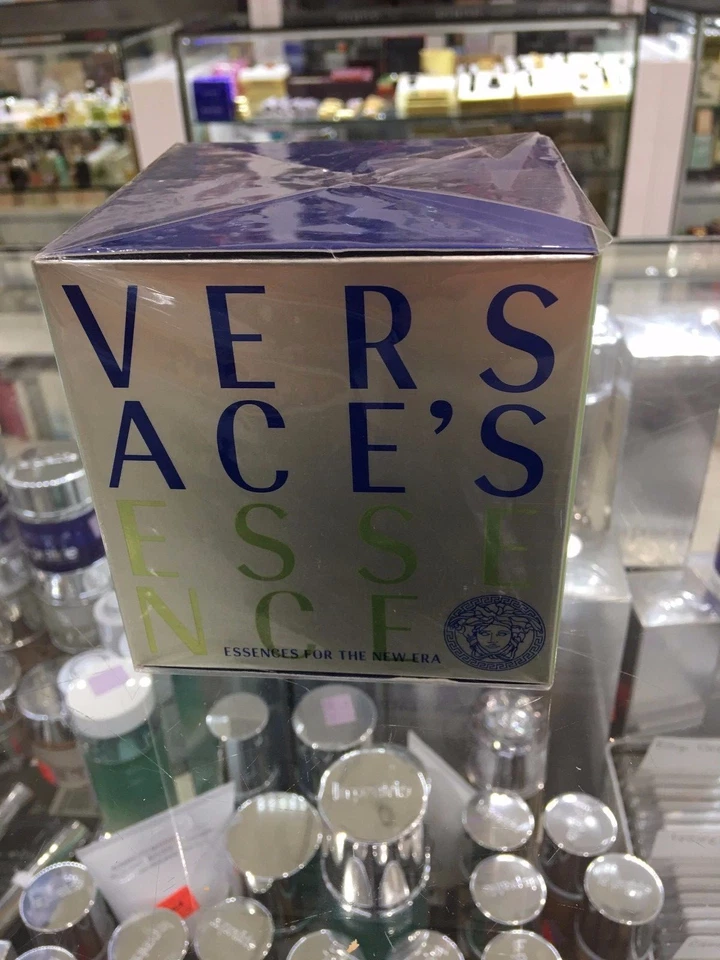 VERS
ACE'S
ESSE
NCE
ESSENCES FOR THE NEW ERA